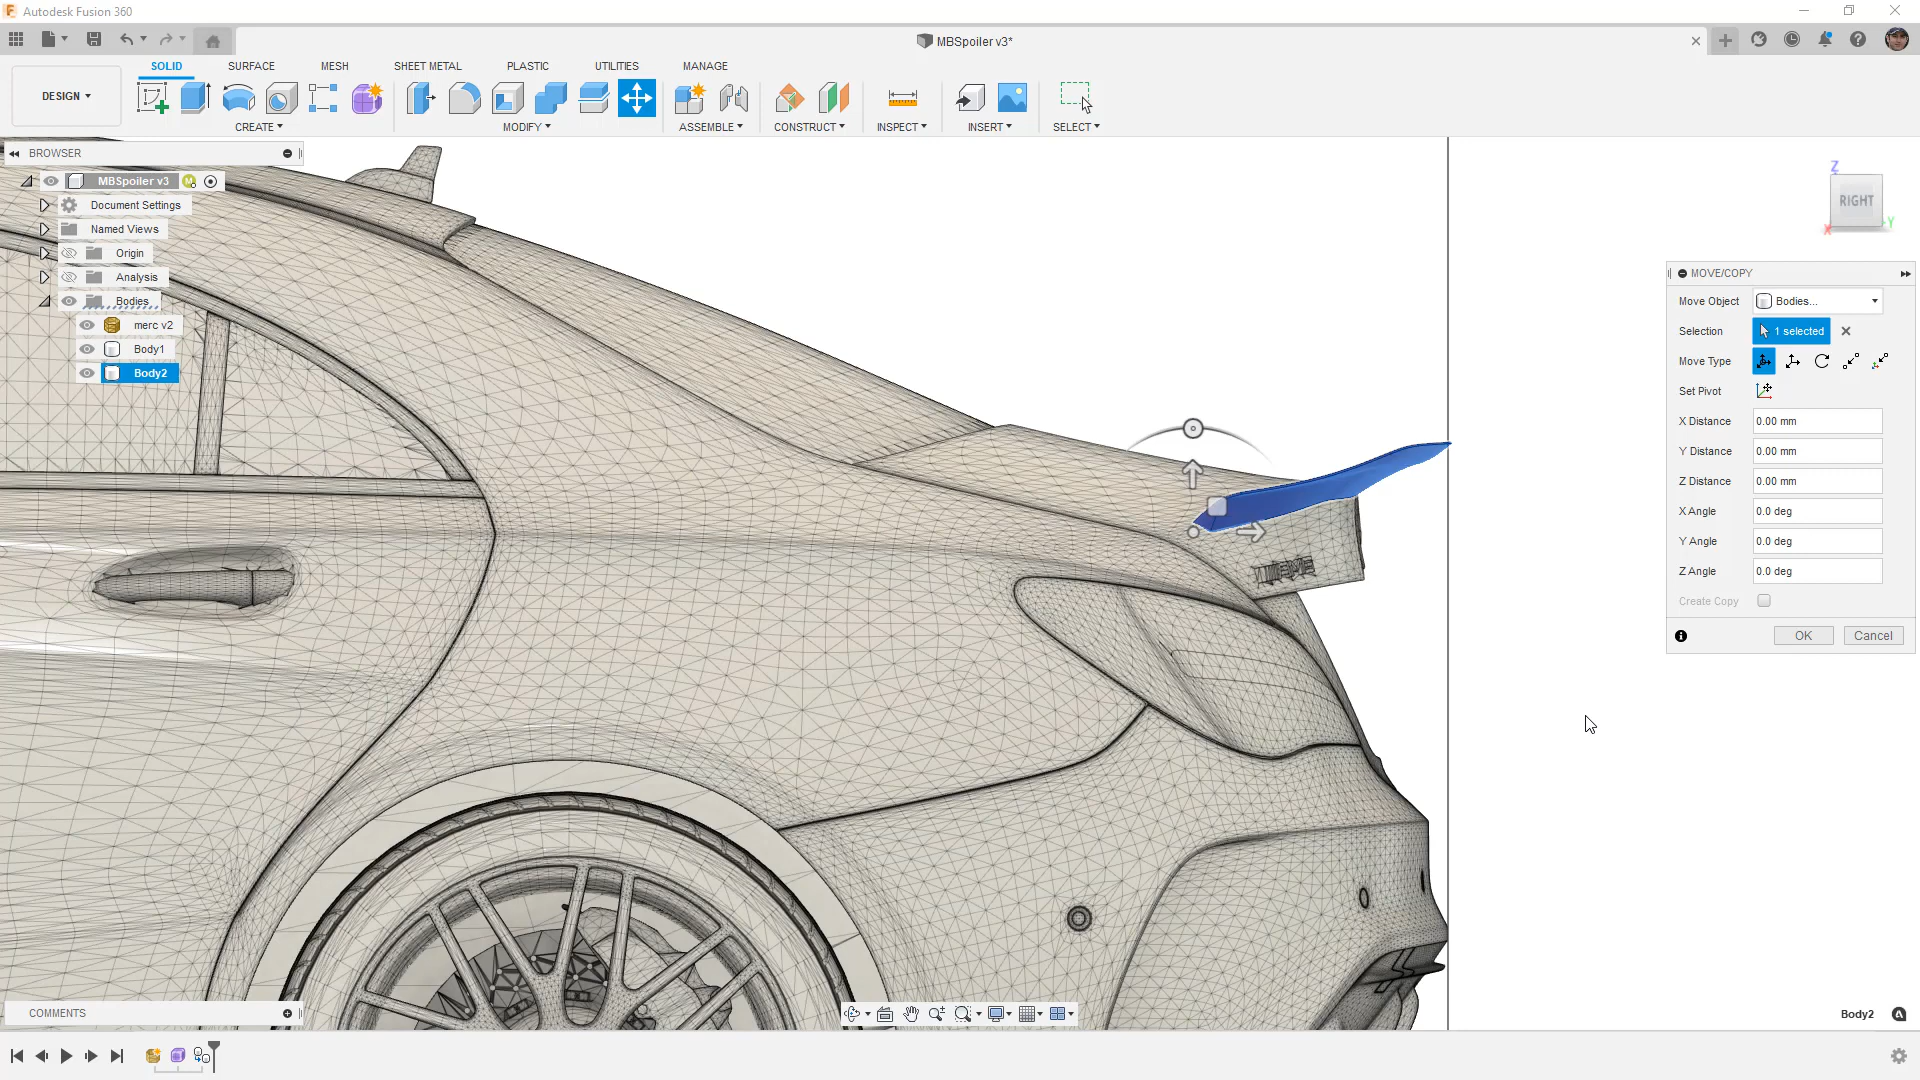 Autodesk Fusion 360
MBSpoiler v3*
DESIGN
SOLID
SURFACE
MESH
SHEET METAL
PLASTIC
UTILITIES
MANAGE
CREATE
MODIFY
ASSEMBLE
CONSTRUCT
INSPECT
INSERT
SELECT
BROWSER
MBSpoiler v3
Document Settings
Named Views
Origin
Analysis
Bodies
merc v2
Body1
Body2
Z
RIGHT
X
Y
MOVE/COPY
Move Object Bodies...
Selection 1 selected
Move Type
Set Pivot
X Distance 0.00 mm
Y Distance 0.00 mm
Z Distance 0.00 mm
X Angle 0.0 deg
Y Angle 0.0 deg
Z Angle 0.0 deg
Create Copy
OK Cancel
COMMENTS
Body2